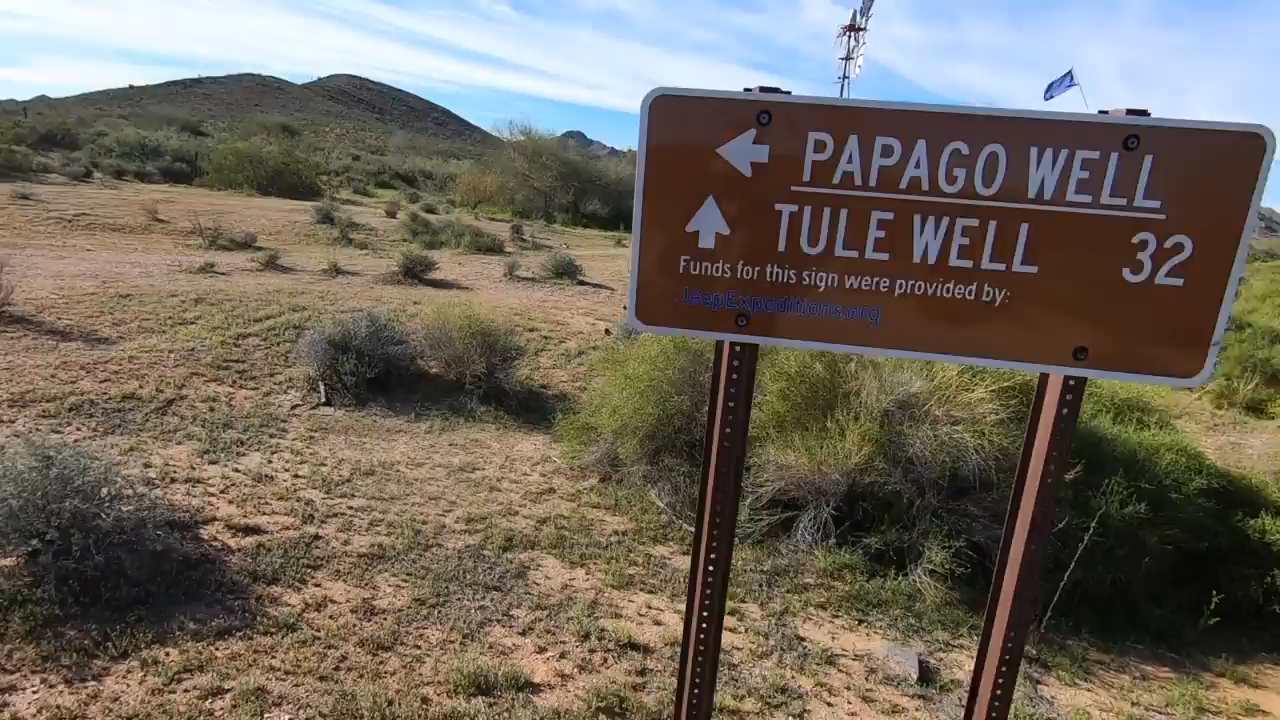 PAPAGO WELL
TULE WELL 32
Funds for this sign were provided by:
JeepExpeditions.org